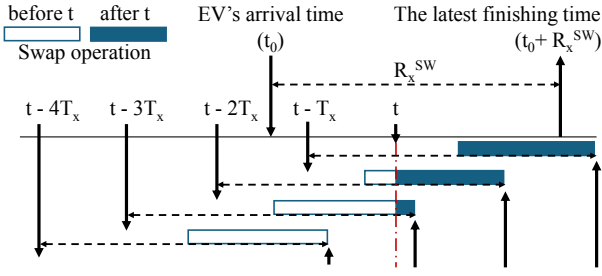 before t
after t
Swap operation
EV's arrival time
(t₀)
The latest finishing time
(t₀+ Rₓˢᵂ)
Rₓˢᵂ
t - 4Tₓ
t - 3Tₓ
t - 2Tₓ
t - Tₓ
t